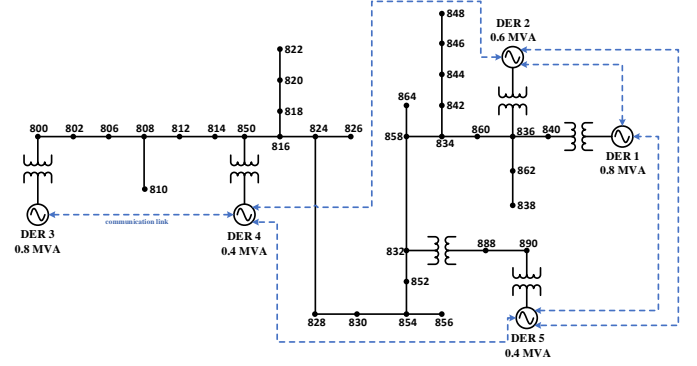 848
DER 2
0.6 MVA
846
822
844
820
864
842
818
800 802 806 808 812 814 850 824 826
816
858
834
860
836
840
DER 1
0.8 MVA
862
810
838
communication link
DER 3
0.8 MVA
DER 4
0.4 MVA
832
888
890
852
828
830
854
856
DER 5
0.4 MVA